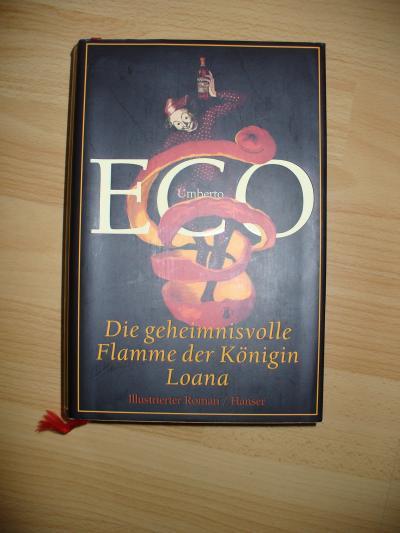 ECO
Umberto
Die geheimnisvolle
Flamme der Königin
Loana
Illustrierter Roman / Hanser